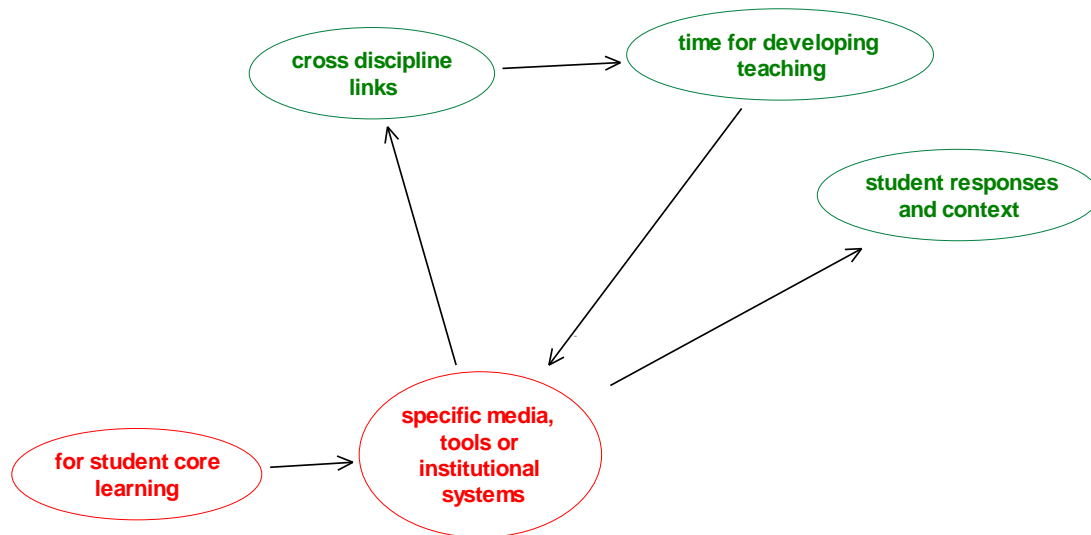 cross discipline
links
time for developing
teaching
student responses
and context
specific media,
tools or
institutional
systems
for student core
learning